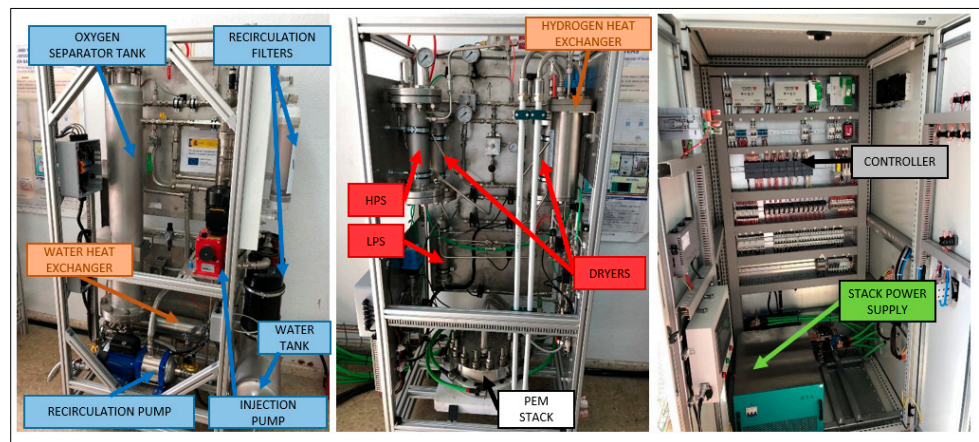 OXYGEN
SEPARATOR TANK
RECIRCULATION
FILTERS
WATER HEAT
EXCHANGER
WATER
TANK
RECIRCULATION PUMP
INJECTION
PUMP
HYDROGEN HEAT
EXCHANGER
HPS
LPS
DRYERS
PEM
STACK
CONTROLLER
STACK POWER
SUPPLY